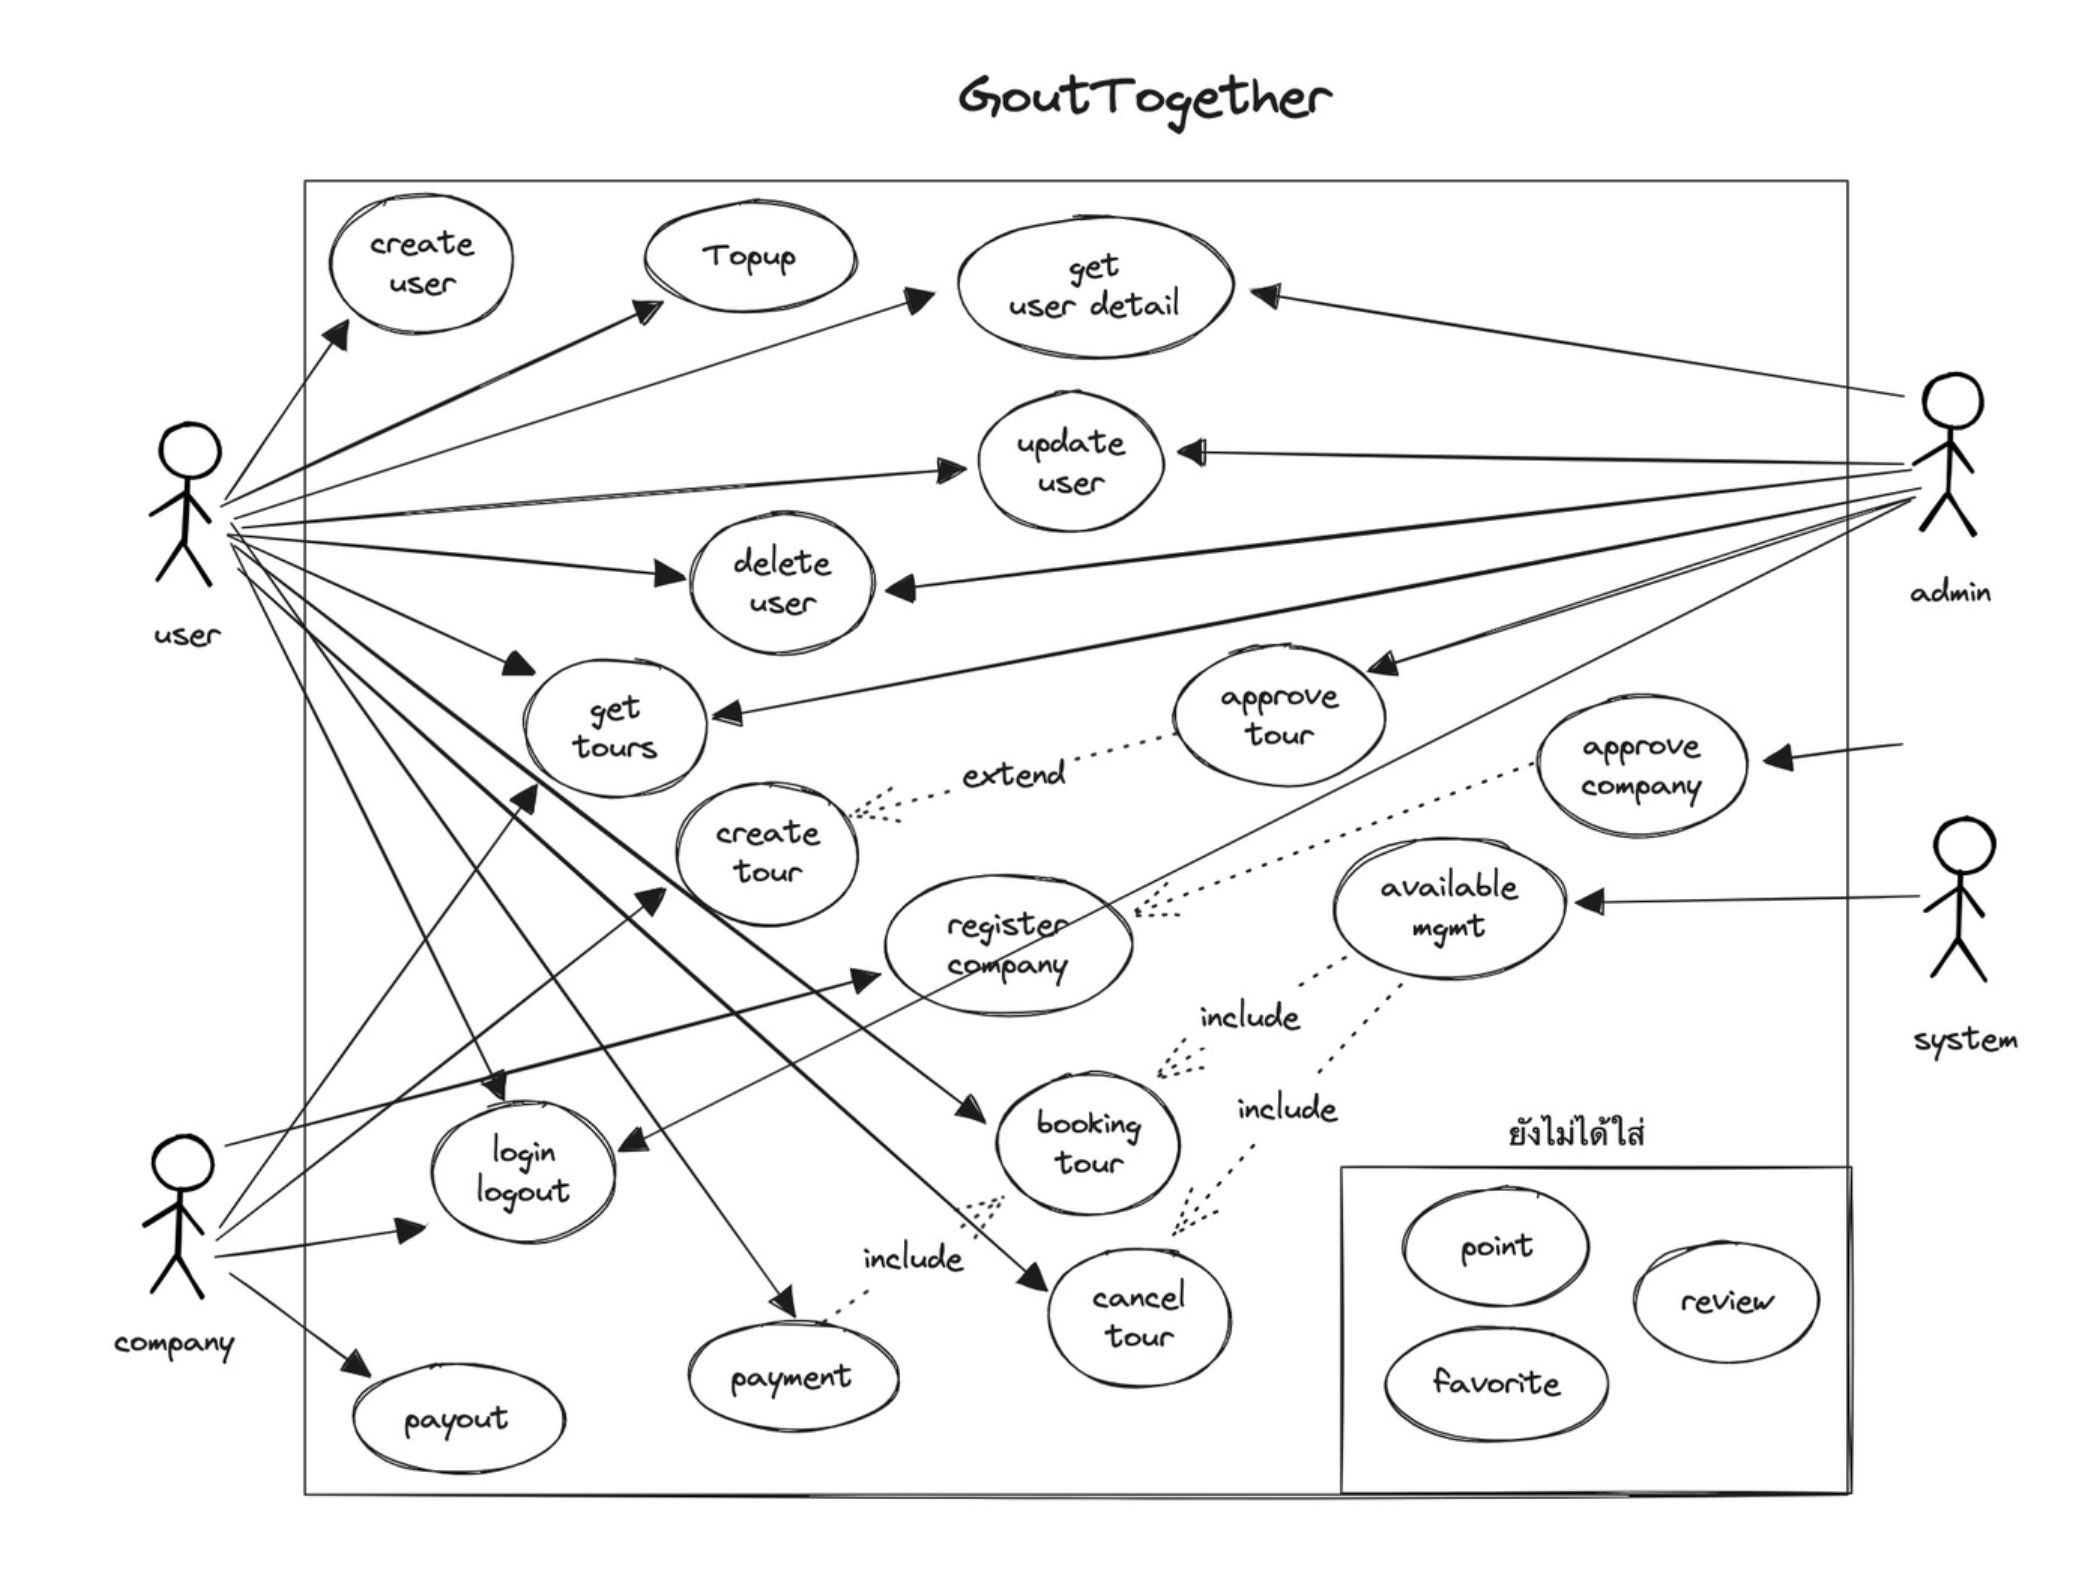 GoutTogether
create
user
Topup
get
user detail
update
user
delete
user
user
admin
get
tours
approve
tour
approve
company
extend
create
tour
available
mgmt
register
company
include
system
include
booking
tour
ยังไม่ได้ใส่
login
logout
include
point
review
company
cancel
tour
payment
favorite
payout